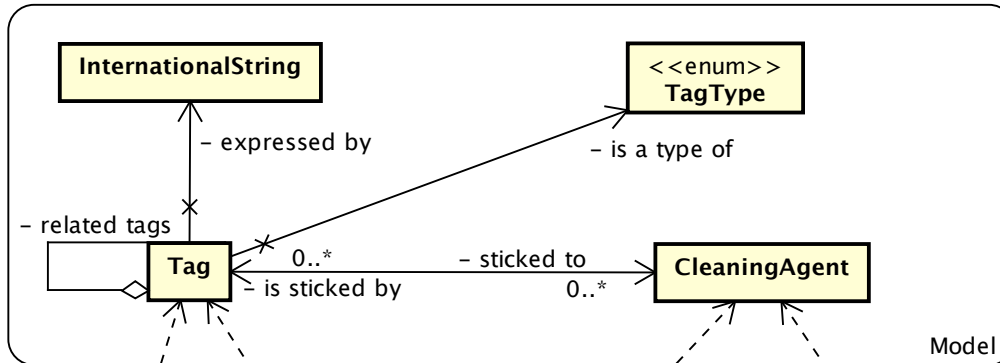 InternationalString
<<enum>>
TagType
– expressed by
– is a type of
– related tags
Tag
0..*
– sticked to
CleaningAgent
– is sticked by
0..*
Model